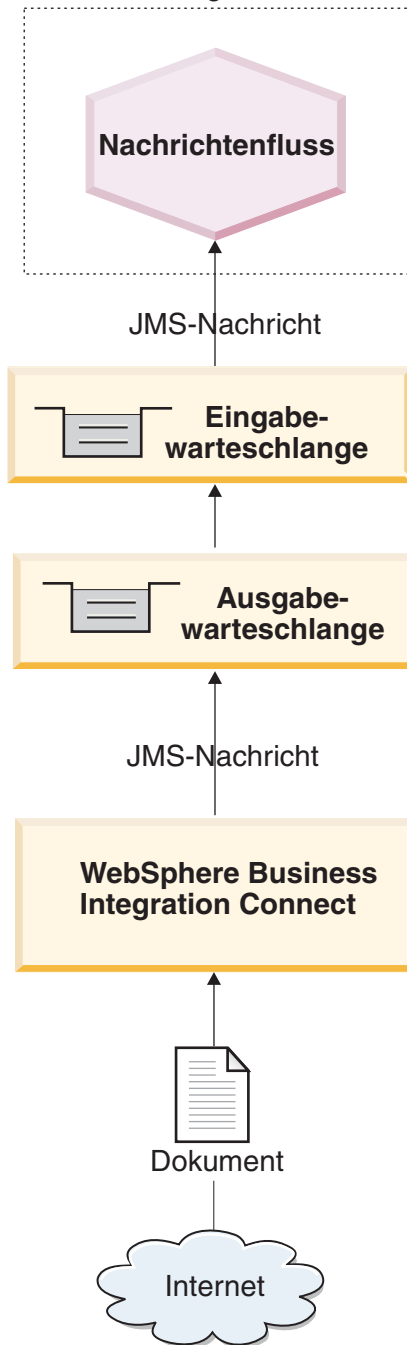 Nachrichtenfluss
JMS-Nachricht
Eingabe-
warteschlange
Ausgabe-
warteschlange
JMS-Nachricht
WebSphere Business
Integration Connect
Dokument
Internet